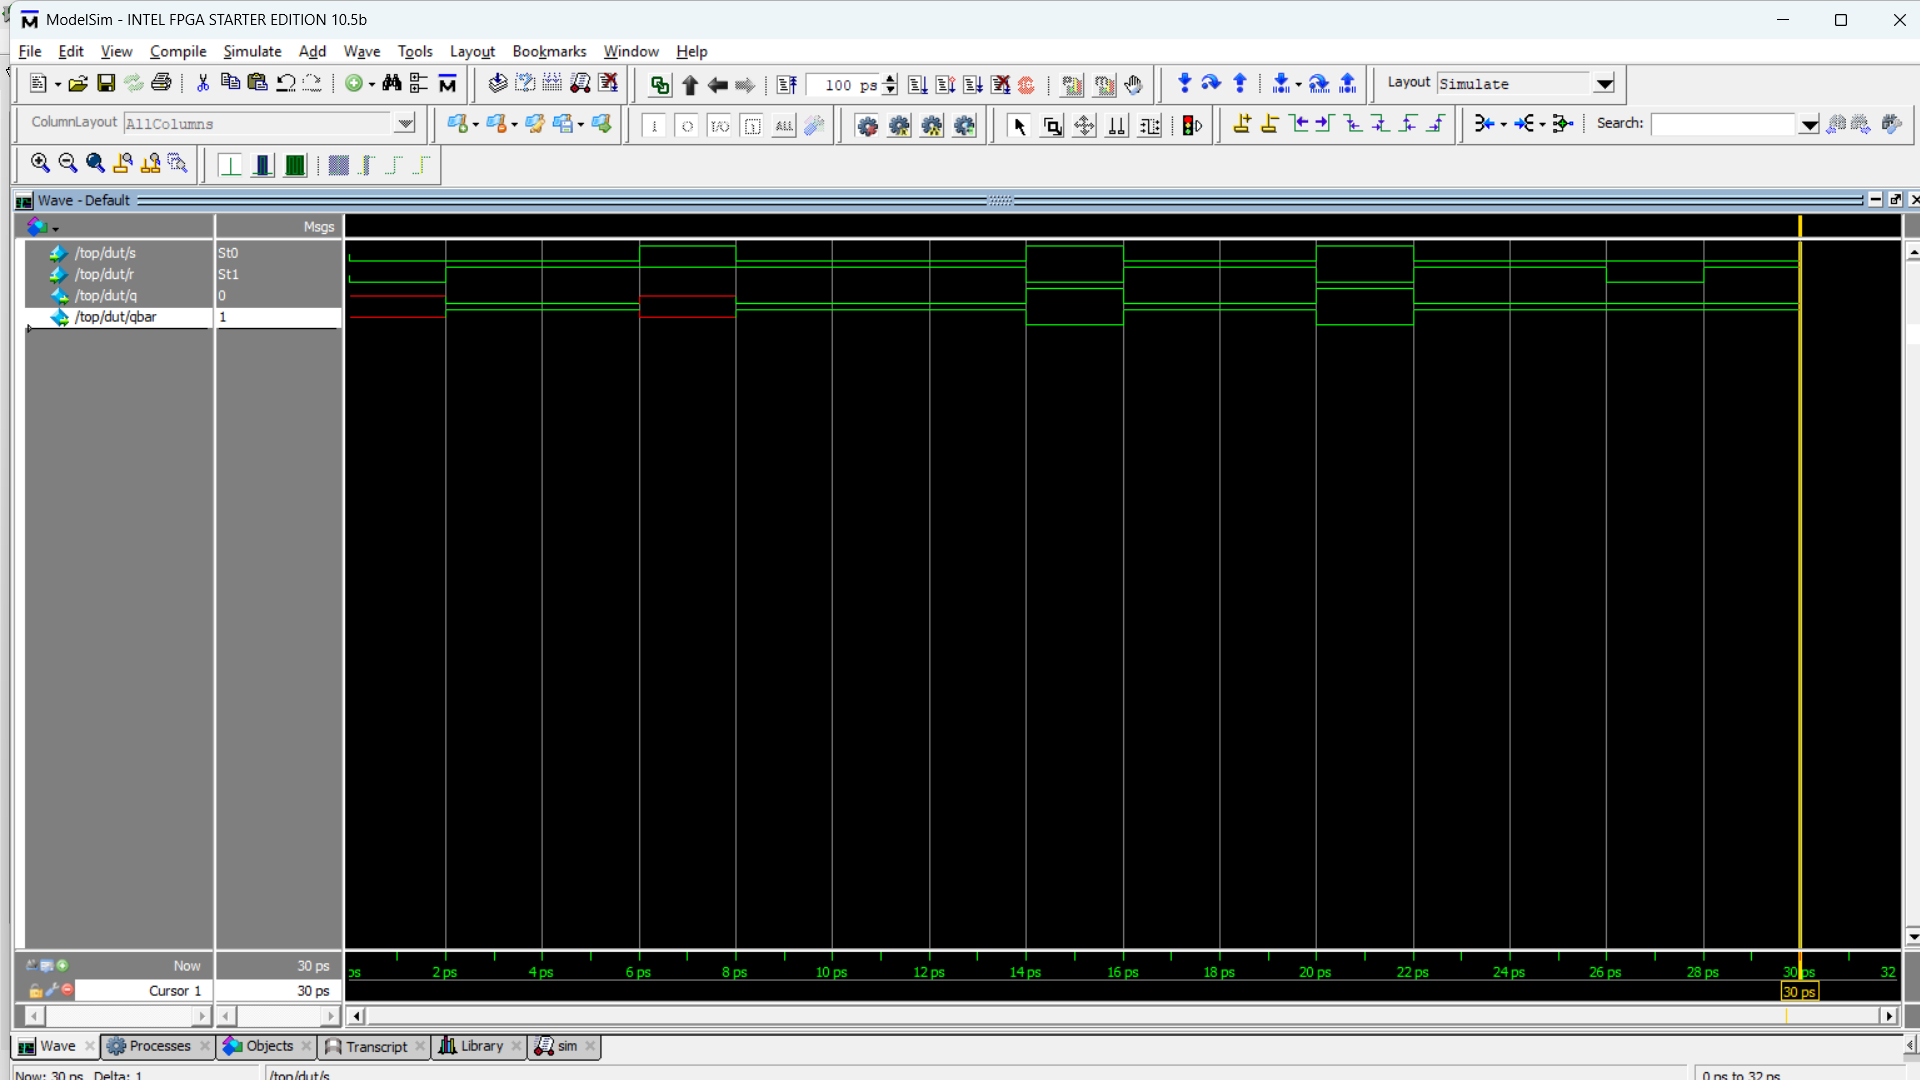 ModelSim - INTEL FPGA STARTER EDITION 10.5b
File Edit View Compile Simulate Add Wave Tools Layout Bookmarks Window Help
100 ps
Layout Simulate
ColumnLayout AllColumns
ALL
Search:
Wave - Default
Msgs
/top/dut/s St0
/top/dut/r St1
/top/dut/q 0
/top/dut/qbar 1
Now 30 ps
ps 2 ps 4 ps 6 ps 8 ps 10 ps 12 ps 14 ps 16 ps 18 ps 20 ps 22 ps 24 ps 26 ps 28 ps 30 ps 32
Cursor 1 30 ps
30 ps
Wave Processes Objects Transcript Library sim
Now: 30 ps Delta: 1 /top/dut/s 0 ps to 32 ps